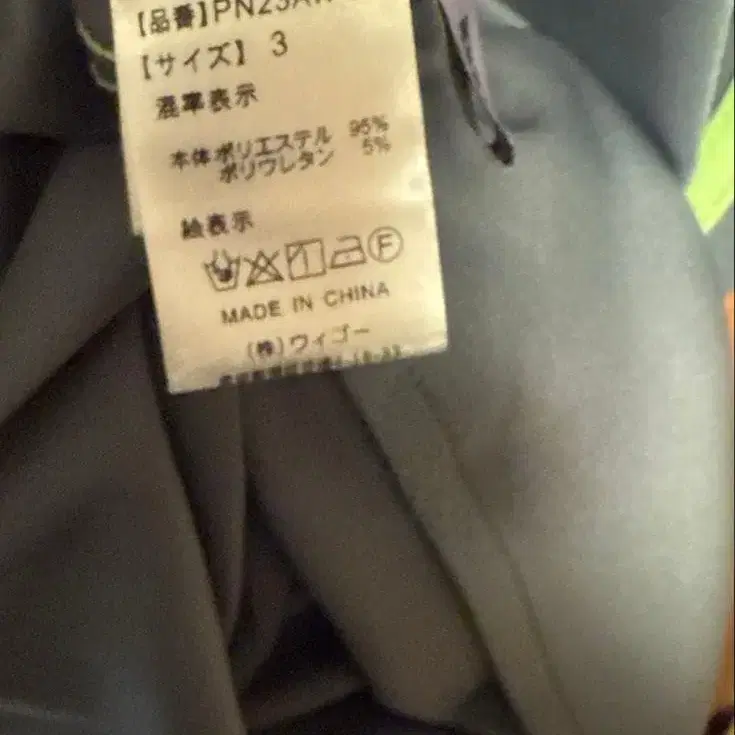 【品番】PN23A
【サイズ】 3
混率表示
本体ポリエステル 95%
ポリウレタン 5%
絵表示
F
MADE IN CHINA
(株)ウィゴー